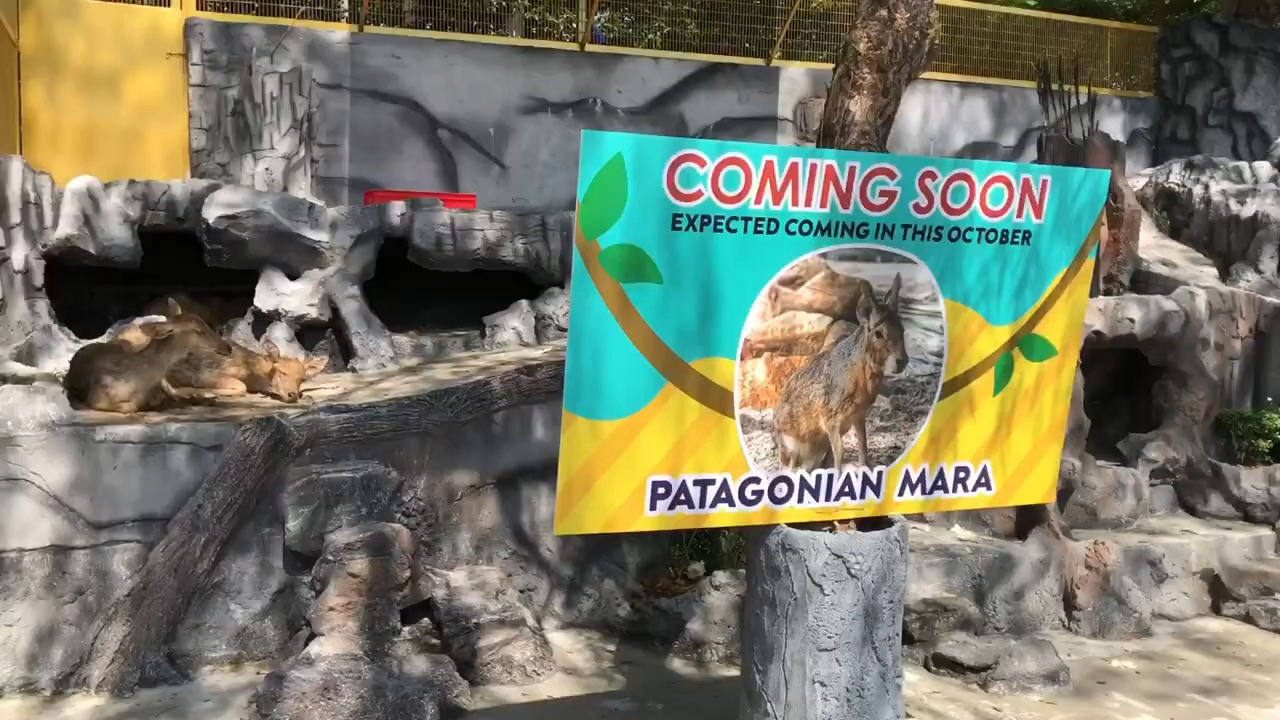 COMING SOON
EXPECTED COMING IN THIS OCTOBER
PATAGONIAN MARA